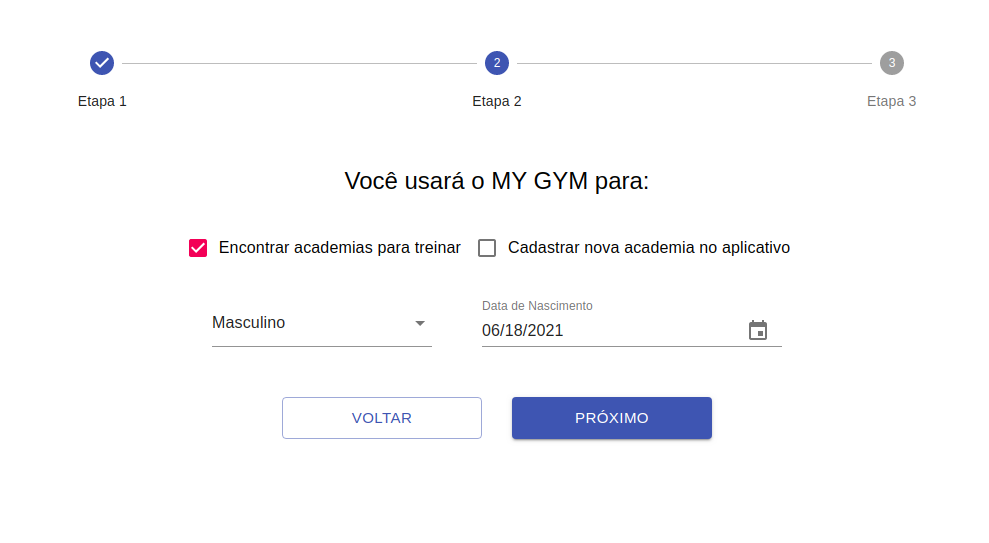 2
3
Etapa 1
Etapa 2
Etapa 3
Você usará o MY GYM para:
Encontrar academias para treinar
Cadastrar nova academia no aplicativo
Data de Nascimento
Masculino
06/18/2021
VOLTAR
PRÓXIMO